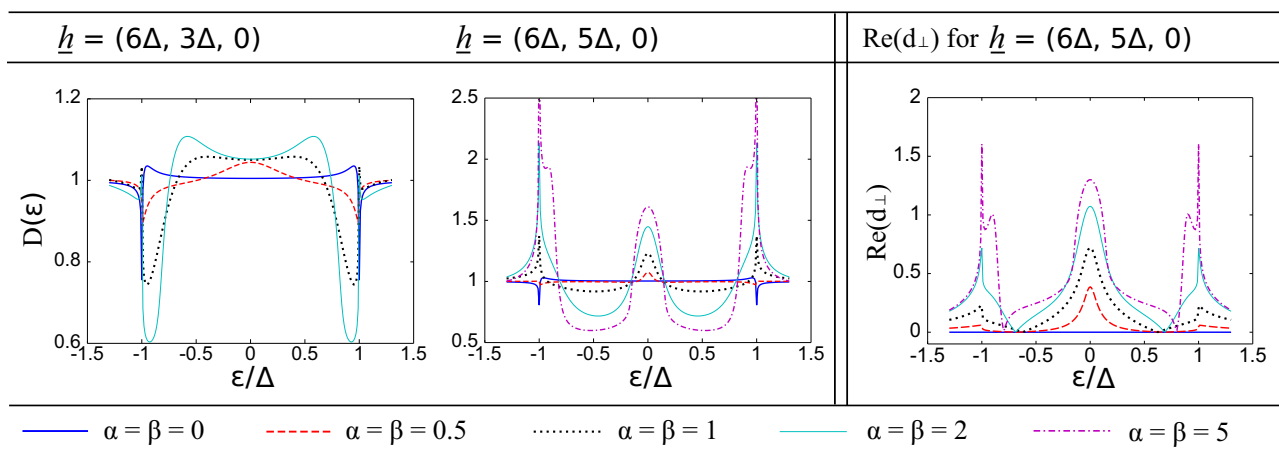 h = (6Δ, 3Δ, 0)
h = (6Δ, 5Δ, 0)
Re(d⊥) for h = (6Δ, 5Δ, 0)
1.2
1
0.8
0.6
D(ε)
-1.5 -1 -0.5 0 0.5 1 1.5
ε/Δ
2.5
2
1.5
1
0.5
-1.5 -1 -0.5 0 0.5 1 1.5
ε/Δ
2
1.5
1
0.5
0
Re(d⊥)
-1.5 -1 -0.5 0 0.5 1 1.5
ε/Δ
α = β = 0
α = β = 0.5
α = β = 1
α = β = 2
α = β = 5